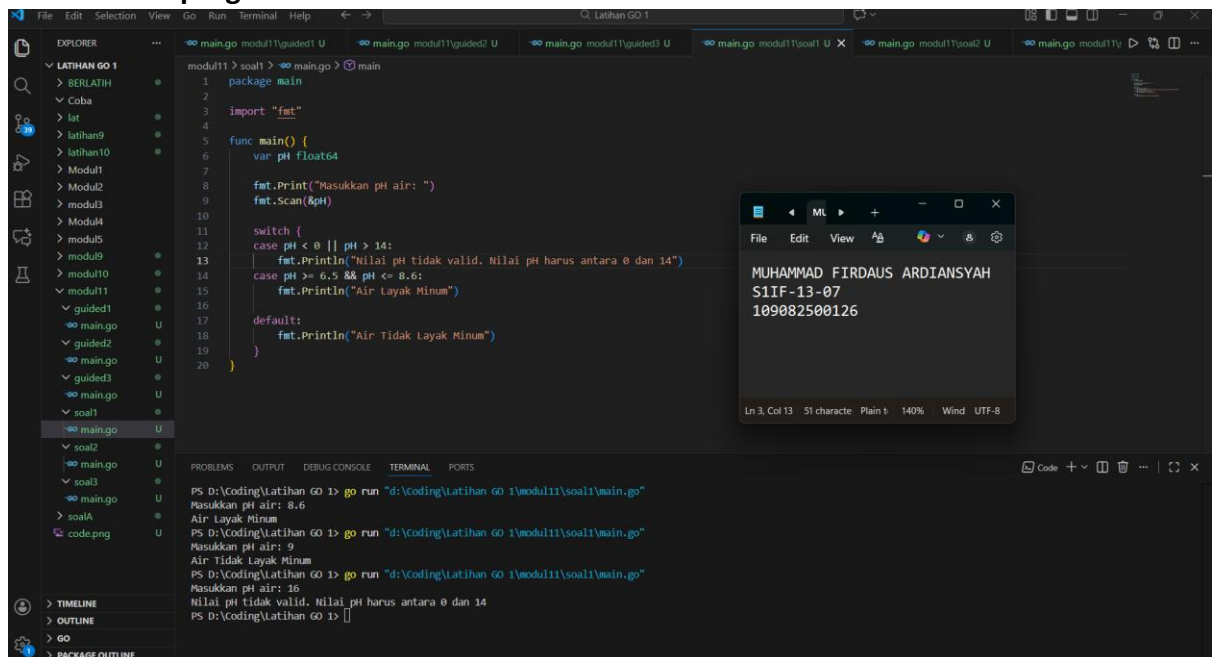 File Edit Selection View Go Run Terminal Help
Latihan GO 1
EXPLORER
LATIHAN GO 1
BERLATIH
Coba
lat
latihan9
latihan10
Modul1
Modul2
modul3
Modul4
modul5
modul9
modul10
modul11
guided1
main.go U
guided2
main.go U
guided3
main.go U
soal1
main.go U
soal2
main.go U
soal3
main.go U
soalA
code.png U
TIMELINE
OUTLINE
GO
PACKAGE OUTLINE
39
1
main.go modul11\guided1 U
main.go modul11\guided2 U
main.go modul11\guided3 U
main.go modul11\soal1 U
main.go modul11\soal2 U
main.go modul11\s
modul11 > soal1 > main.go > main
1 package main
2
3 import "fmt"
4
5 func main() {
6 var pH float64
7
8 fmt.Print("Masukkan pH air: ")
9 fmt.Scan(&pH)
10
11 switch {
12 case pH < 0 || pH > 14:
13 fmt.Println("Nilai pH tidak valid. Nilai pH harus antara 0 dan 14")
14 case pH >= 6.5 && pH <= 8.6:
15 fmt.Println("Air Layak Minum")
16
17 default:
18 fmt.Println("Air Tidak Layak Minum")
19 }
20 }
MU
File Edit View
MUHAMMAD FIRDAUS ARDIANSYAH
S1IF-13-07
109082500126
Ln 3, Col 13 51 characte Plain t 140% Wind UTF-8
PROBLEMS OUTPUT DEBUG CONSOLE TERMINAL PORTS
Code
PS D:\Coding\Latihan GO 1> go run "d:\Coding\Latihan GO 1\modul11\soal1\main.go"
Masukkan pH air: 8.6
Air Layak Minum
PS D:\Coding\Latihan GO 1> go run "d:\Coding\Latihan GO 1\modul11\soal1\main.go"
Masukkan pH air: 9
Air Tidak Layak Minum
PS D:\Coding\Latihan GO 1> go run "d:\Coding\Latihan GO 1\modul11\soal1\main.go"
Masukkan pH air: 16
Nilai pH tidak valid. Nilai pH harus antara 0 dan 14
PS D:\Coding\Latihan GO 1>